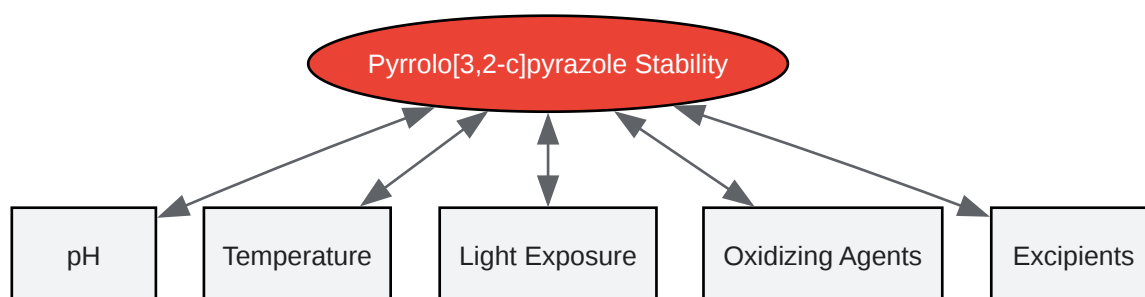 Pyrrolo[3,2-c]pyrazole Stability
pH
Temperature
Light Exposure
Oxidizing Agents
Excipients